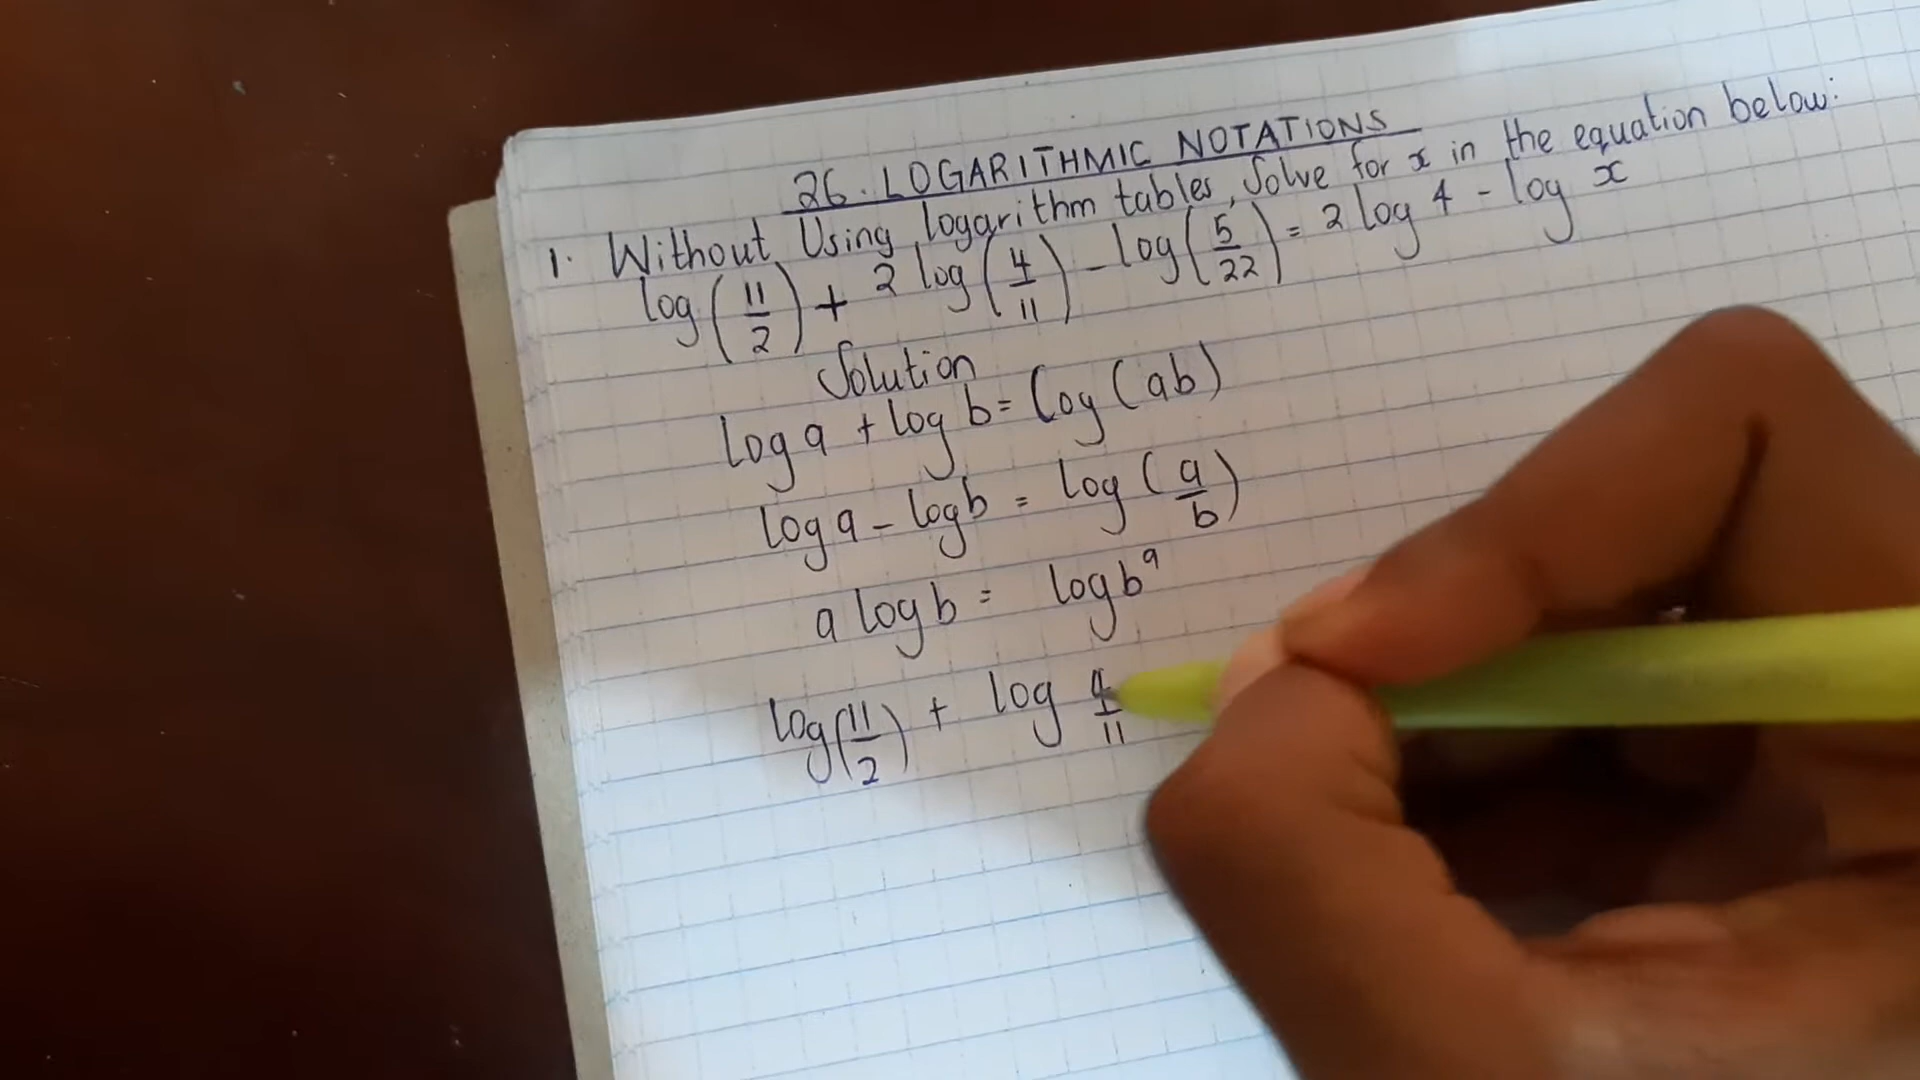 26. LOGARITHMIC NOTATIONS
1. Without Using logarithm tables, Solve for x in the equation below:
log(11/2) + 2 log(4/11) - log(5/22) = 2 log 4 - log x
Solution
log a + log b = log (ab)
log a - log b = log (a/b)
a log b = log b^a
log(11/2) + log 4/11